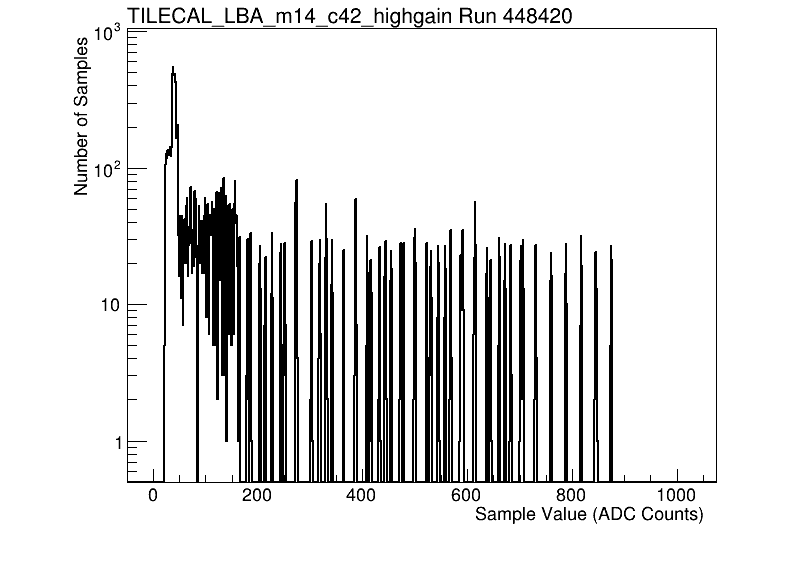 TILECAL_LBA_m14_c42_highgain Run 448420
Number of Samples
10³
10²
10
1
0 200 400 600 800 1000
Sample Value (ADC Counts)